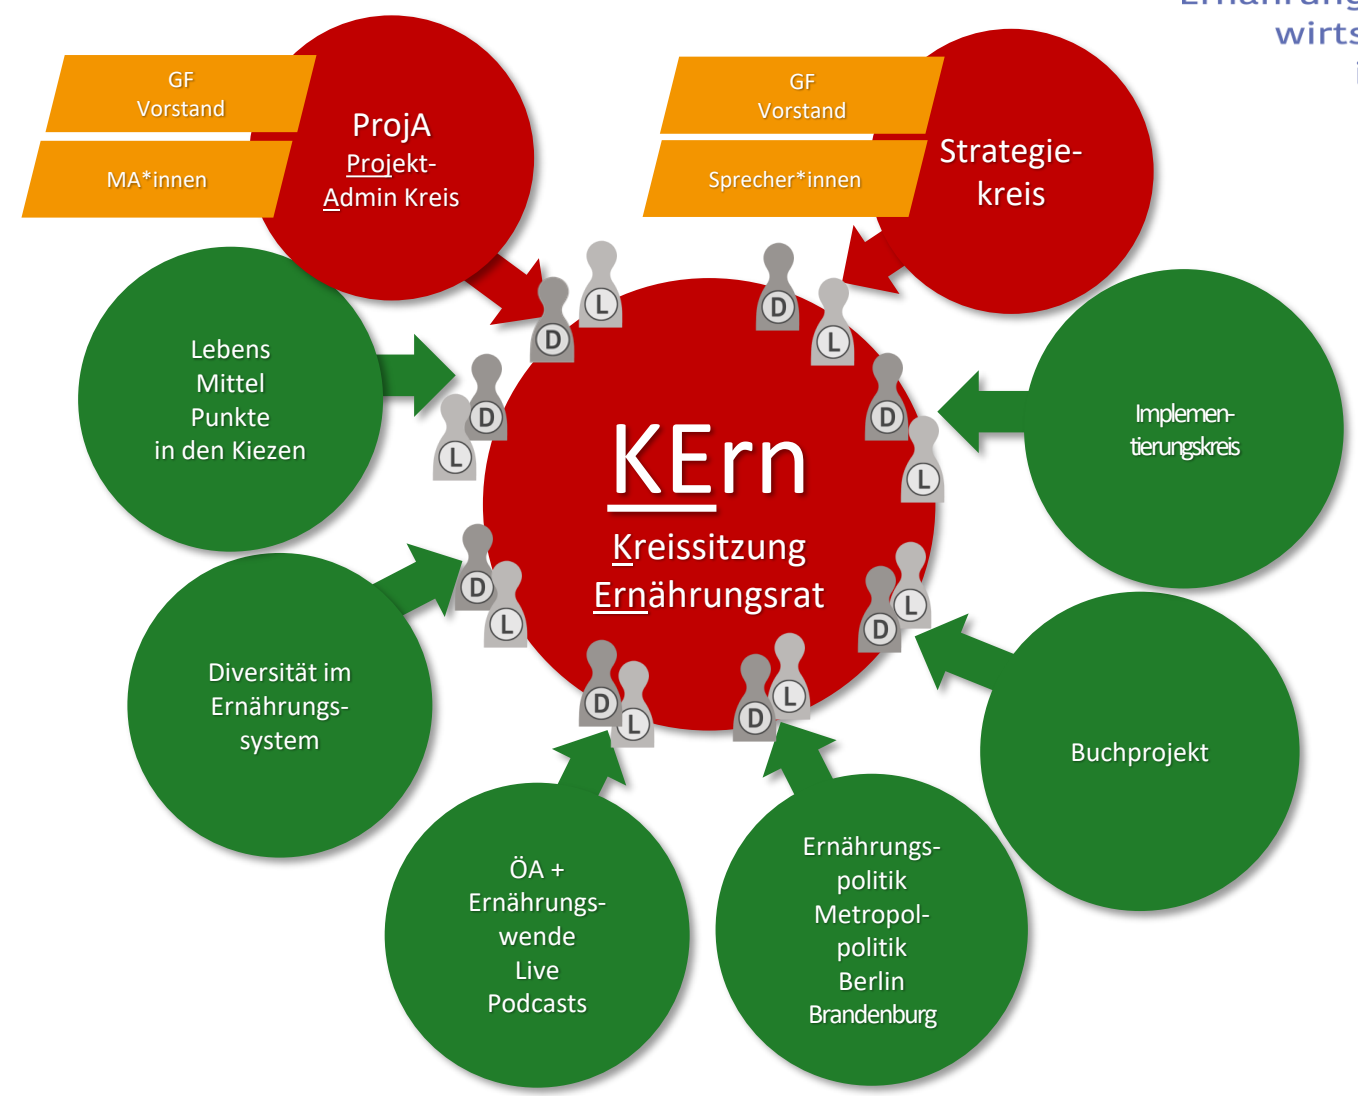 wirts
GF
Vorstand
MA*innen
ProjA
Projekt-
Admin Kreis
GF
Vorstand
Sprecher*innen
Strategie-
kreis
L
D
D
L
Lebens
Mittel
Punkte
in den Kiezen
D
L
D
L
Implemen-
tierungskreis
KErn
Kreissitzung
Ernährungsrat
D
L
L
D
Diversität im
Ernährungs-
system
D
L
L
D
Buchprojekt
ÖA +
Ernährungs-
wende
Live
Podcasts
Ernährungs-
politik
Metropol-
politik
Berlin
Brandenburg